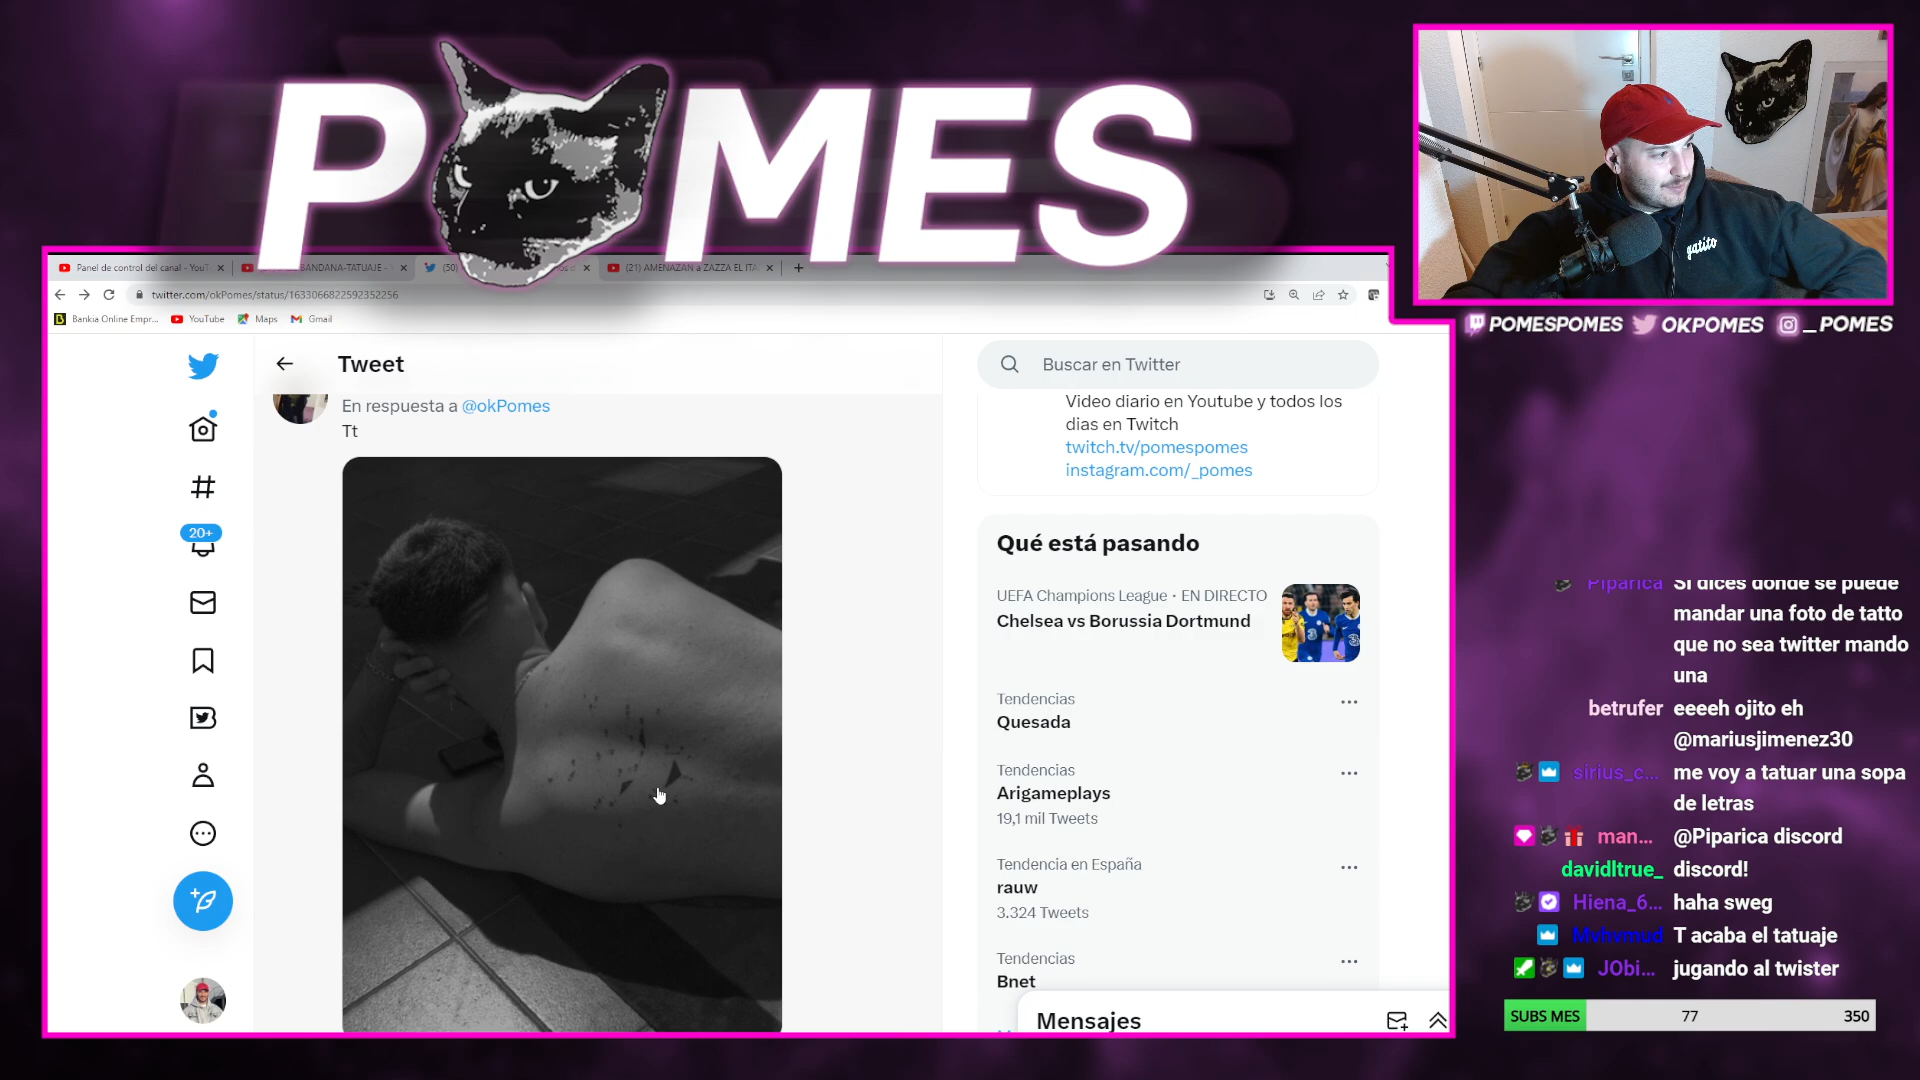 POMES
Panel de control del canal - YouT
BANDANA-TATUAJE -
(50)
(21) AMENAZAN a ZAZZA EL ITA
twitter.com/okPomes/status/1633066822592352256
Bankia Online Empr...
YouTube
Maps
Gmail
gatito
POMESPOMES
OKPOMES
_POMES
Tweet
Buscar en Twitter
En respuesta a @okPomes
Tt
Video diario en Youtube y todos los
dias en Twitch
twitch.tv/pomespomes
instagram.com/_pomes
20+
Qué está pasando
UEFA Champions League · EN DIRECTO
Chelsea vs Borussia Dortmund
Tendencias
Quesada
Tendencias
Arigameplays
19,1 mil Tweets
Tendencia en España
rauw
3.324 Tweets
Tendencias
Bnet
Mensajes
Piparica Si dices donde se puede
mandar una foto de tatto
que no sea twitter mando
una
betrufer eeeeh ojito eh
@mariusjimenez30
sirius_c... me voy a tatuar una sopa
de letras
man... @Piparica discord
davidltrue_ discord!
Hiena_6... haha sweg
Mvhvmud T acaba el tatuaje
JObi... jugando al twister
SUBS MES 77 350